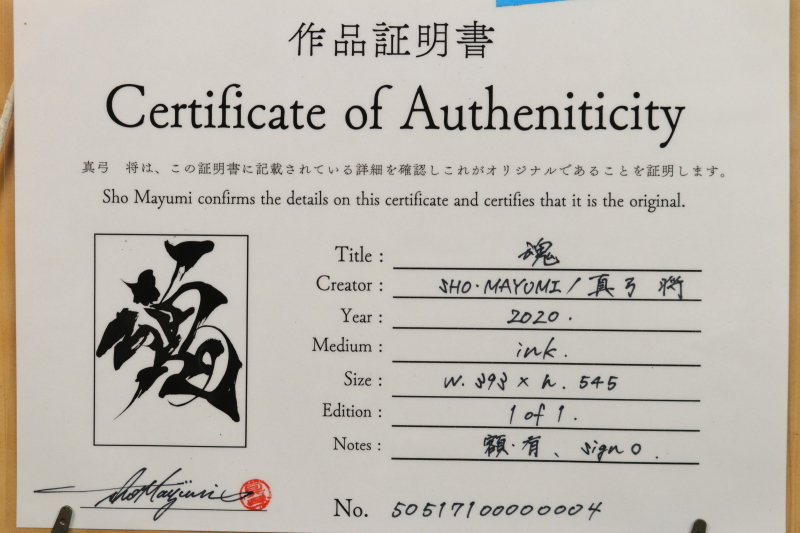 作品証明書
Certificate of Autheniticity
真弓 将は、この証明書に記載されている詳細を確認しこれがオリジナルであることを証明します。
Sho Mayumi confirms the details on this certificate and certifies that it is the original.
Title : 魂
Creator : SHO·MAYUMI / 真弓 将
Year : 2020.
Medium : ink.
Size : w. 393 × h. 545
Edition : 1 of 1.
Notes : 額·有、sign O.
魂
Sho Mayumi
No. 50517100000004